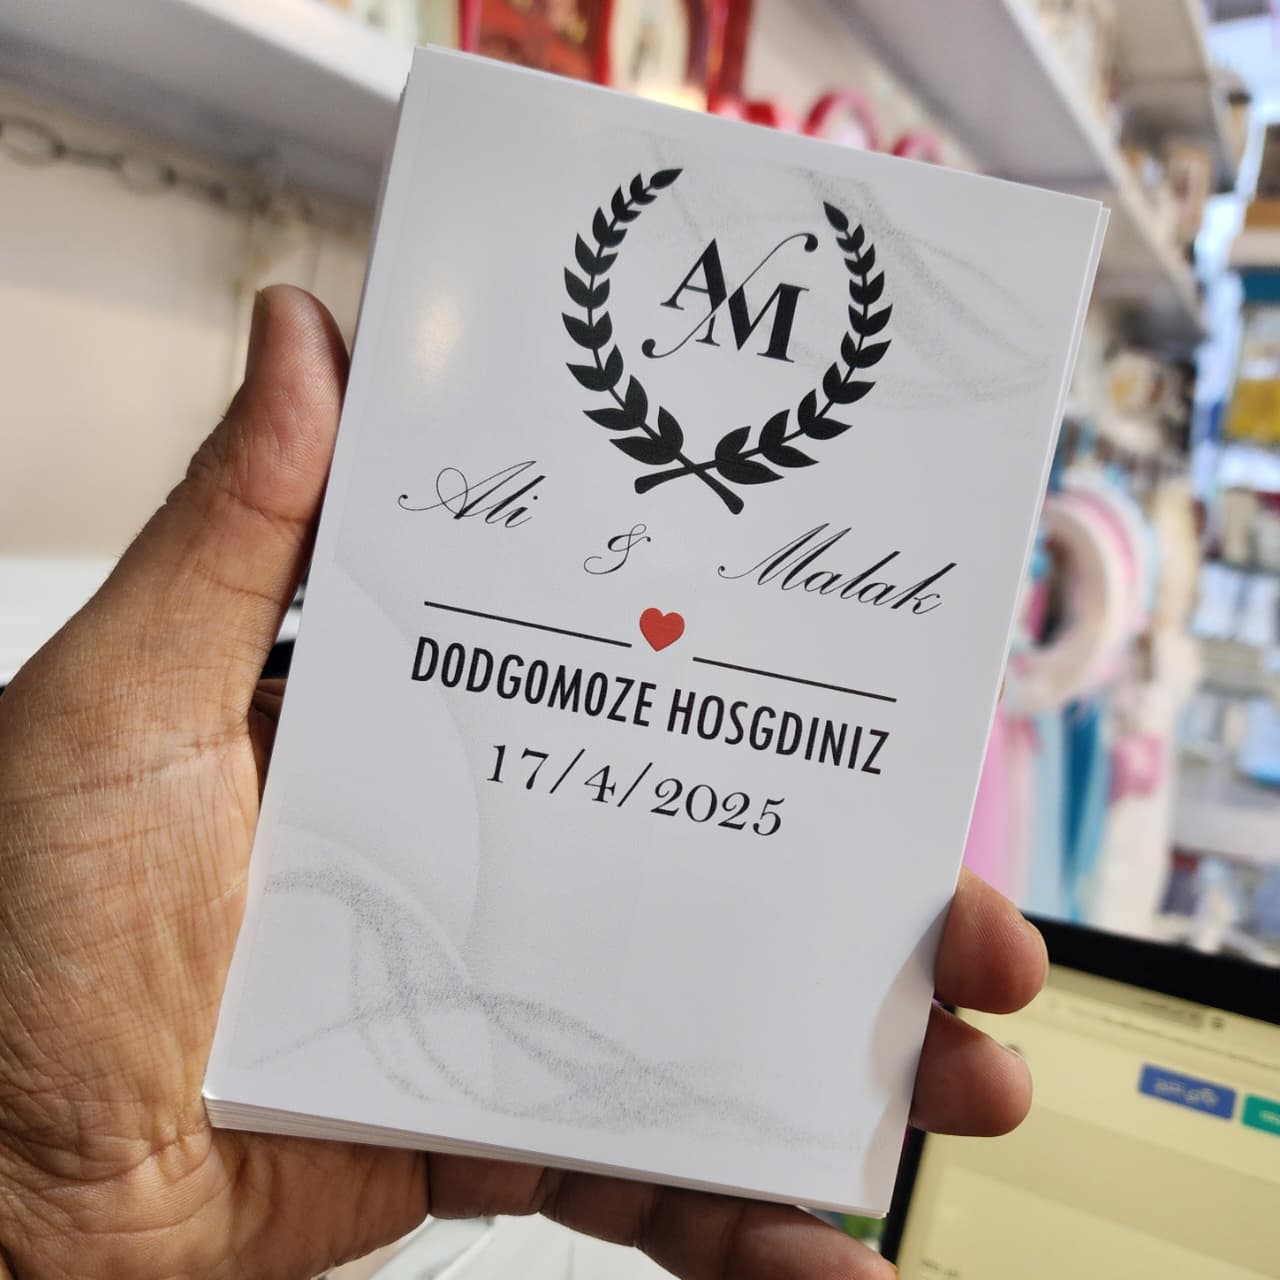 AM
Ali & Malak
DODGOMOZE HOSGDINIZ
17/4/2025